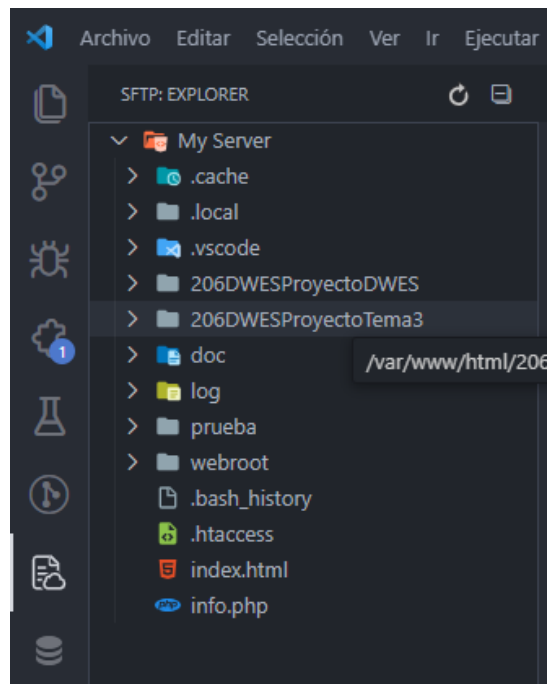 Archivo Editar Selección Ver Ir Ejecutar
SFTP: EXPLORER
My Server
.cache
.local
.vscode
206DWESProyectoDWES
206DWESProyectoTema3
/var/www/html/206
doc
log
prueba
webroot
.bash_history
.htaccess
index.html
info.php
1
php